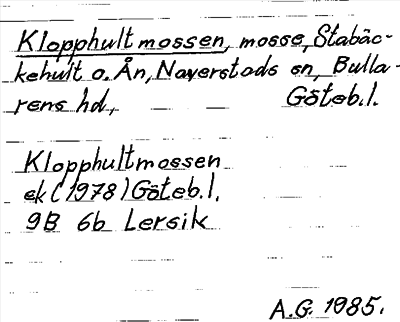 Klopphultmossen, mosse, Stabäc-
kehult o. Ån, Naverstads sn, Bulla-
rens hd, Göteb.l.
Klopphultmossen
ek (1978) Göteb.l.
9B 6b Lersik
A.G. 1985.